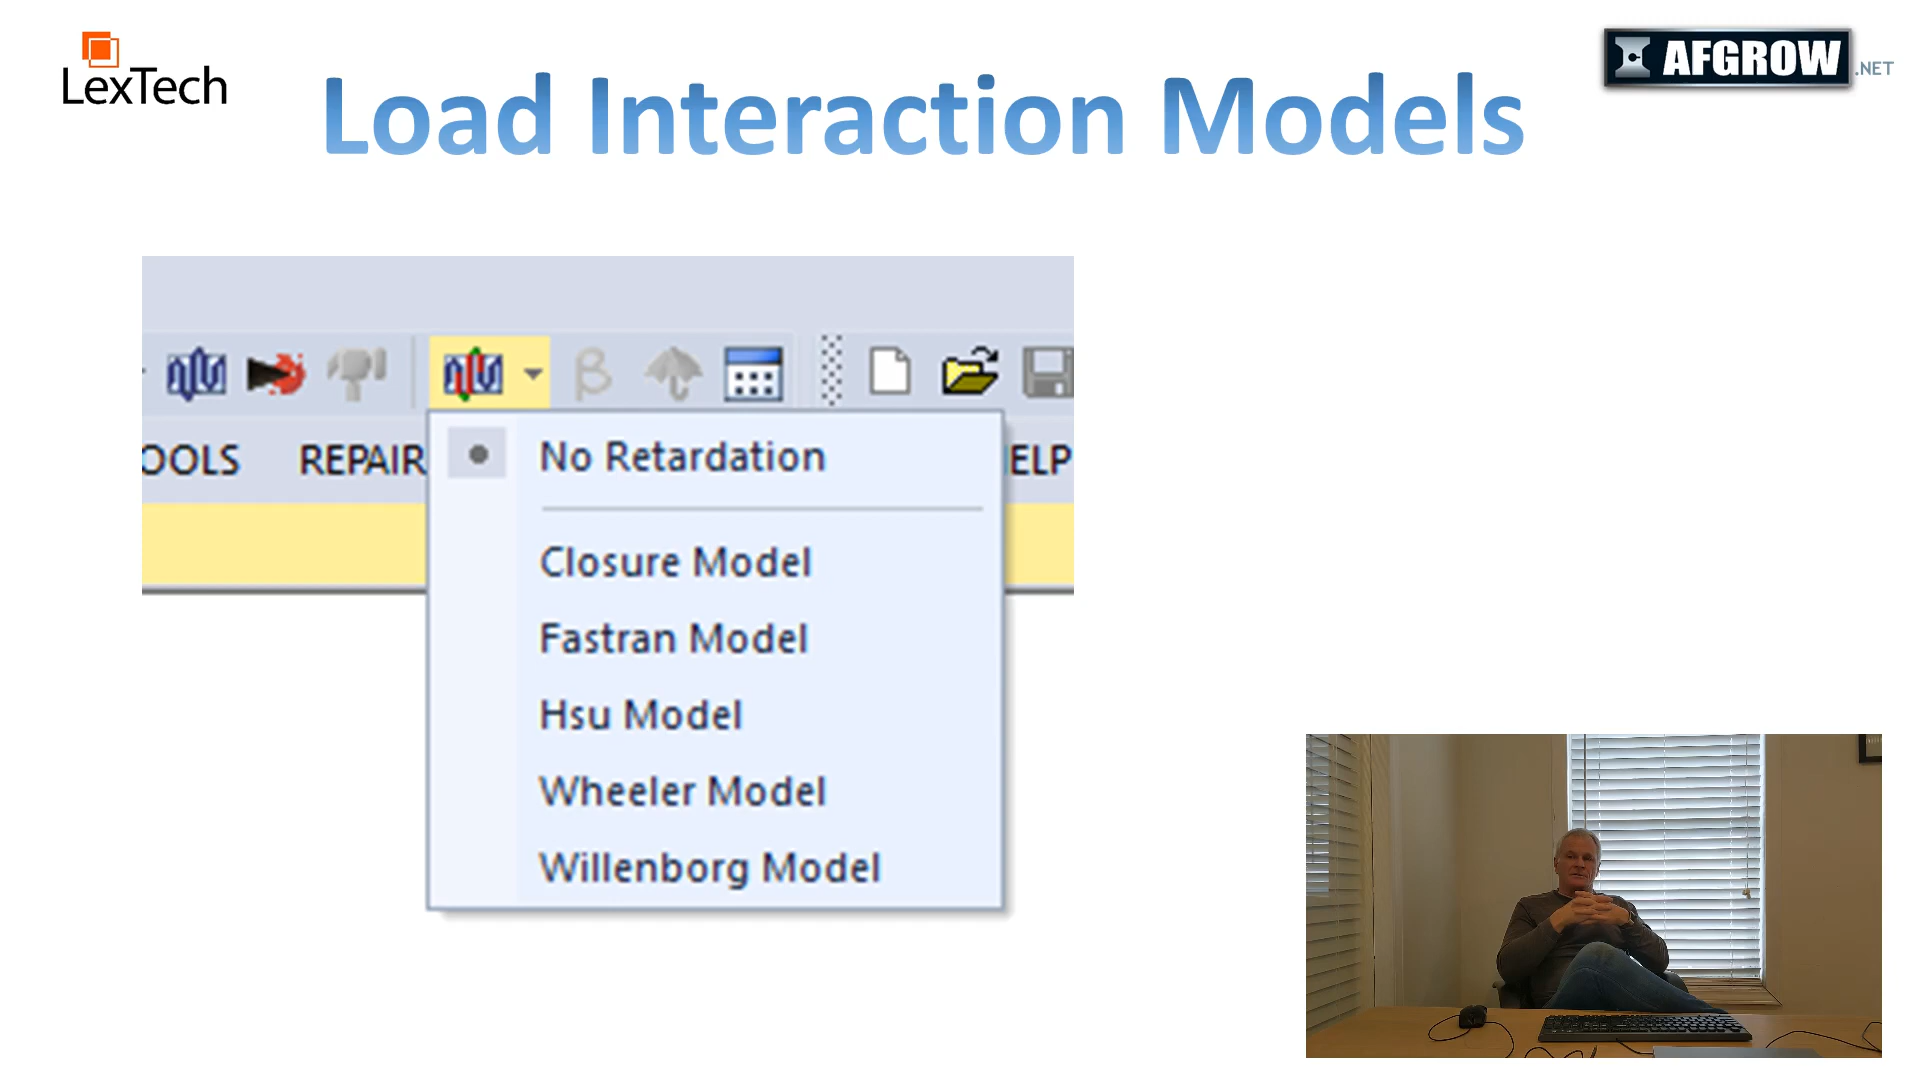 LexTech
AFGROW.NET
Load Interaction Models
β
OOLS REPAIR ELP
No Retardation
Closure Model
Fastran Model
Hsu Model
Wheeler Model
Willenborg Model